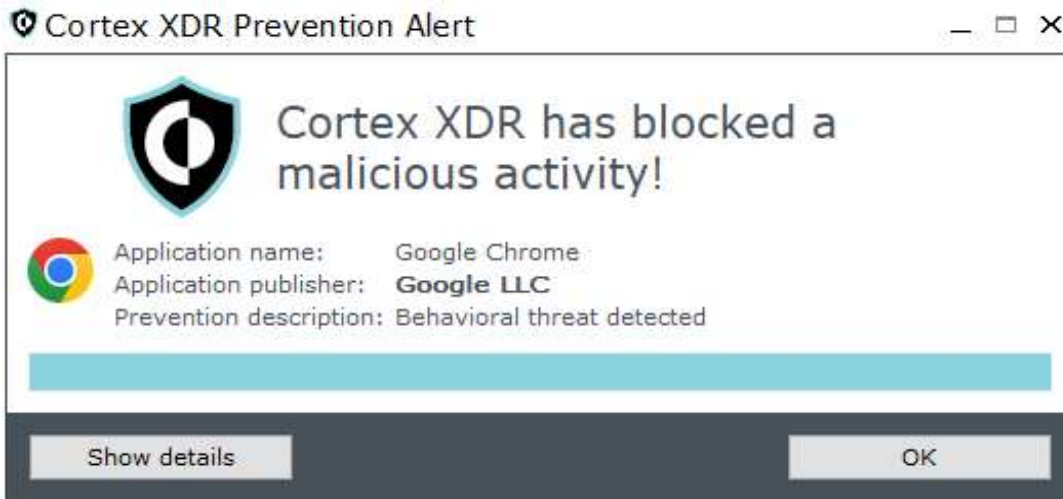 Cortex XDR Prevention Alert
Cortex XDR has blocked a
malicious activity!
Application name: Google Chrome
Application publisher: Google LLC
Prevention description: Behavioral threat detected
Show details OK